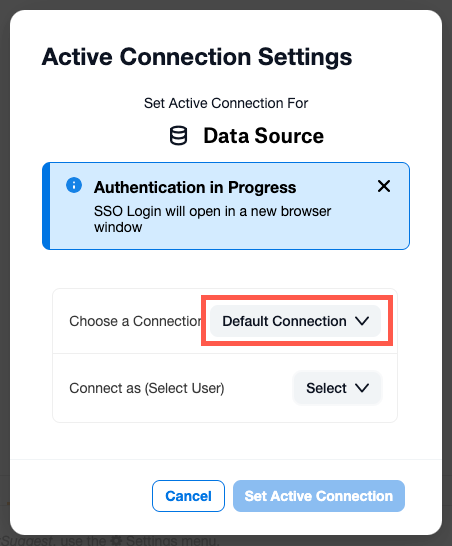 Active Connection Settings
Set Active Connection For
Data Source
Authentication in Progress
SSO Login will open in a new browser
window
Choose a Connection
Default Connection
Connect as (Select User)
Select
Cancel
Set Active Connection
Suggest, use the ⚙ Settings menu.